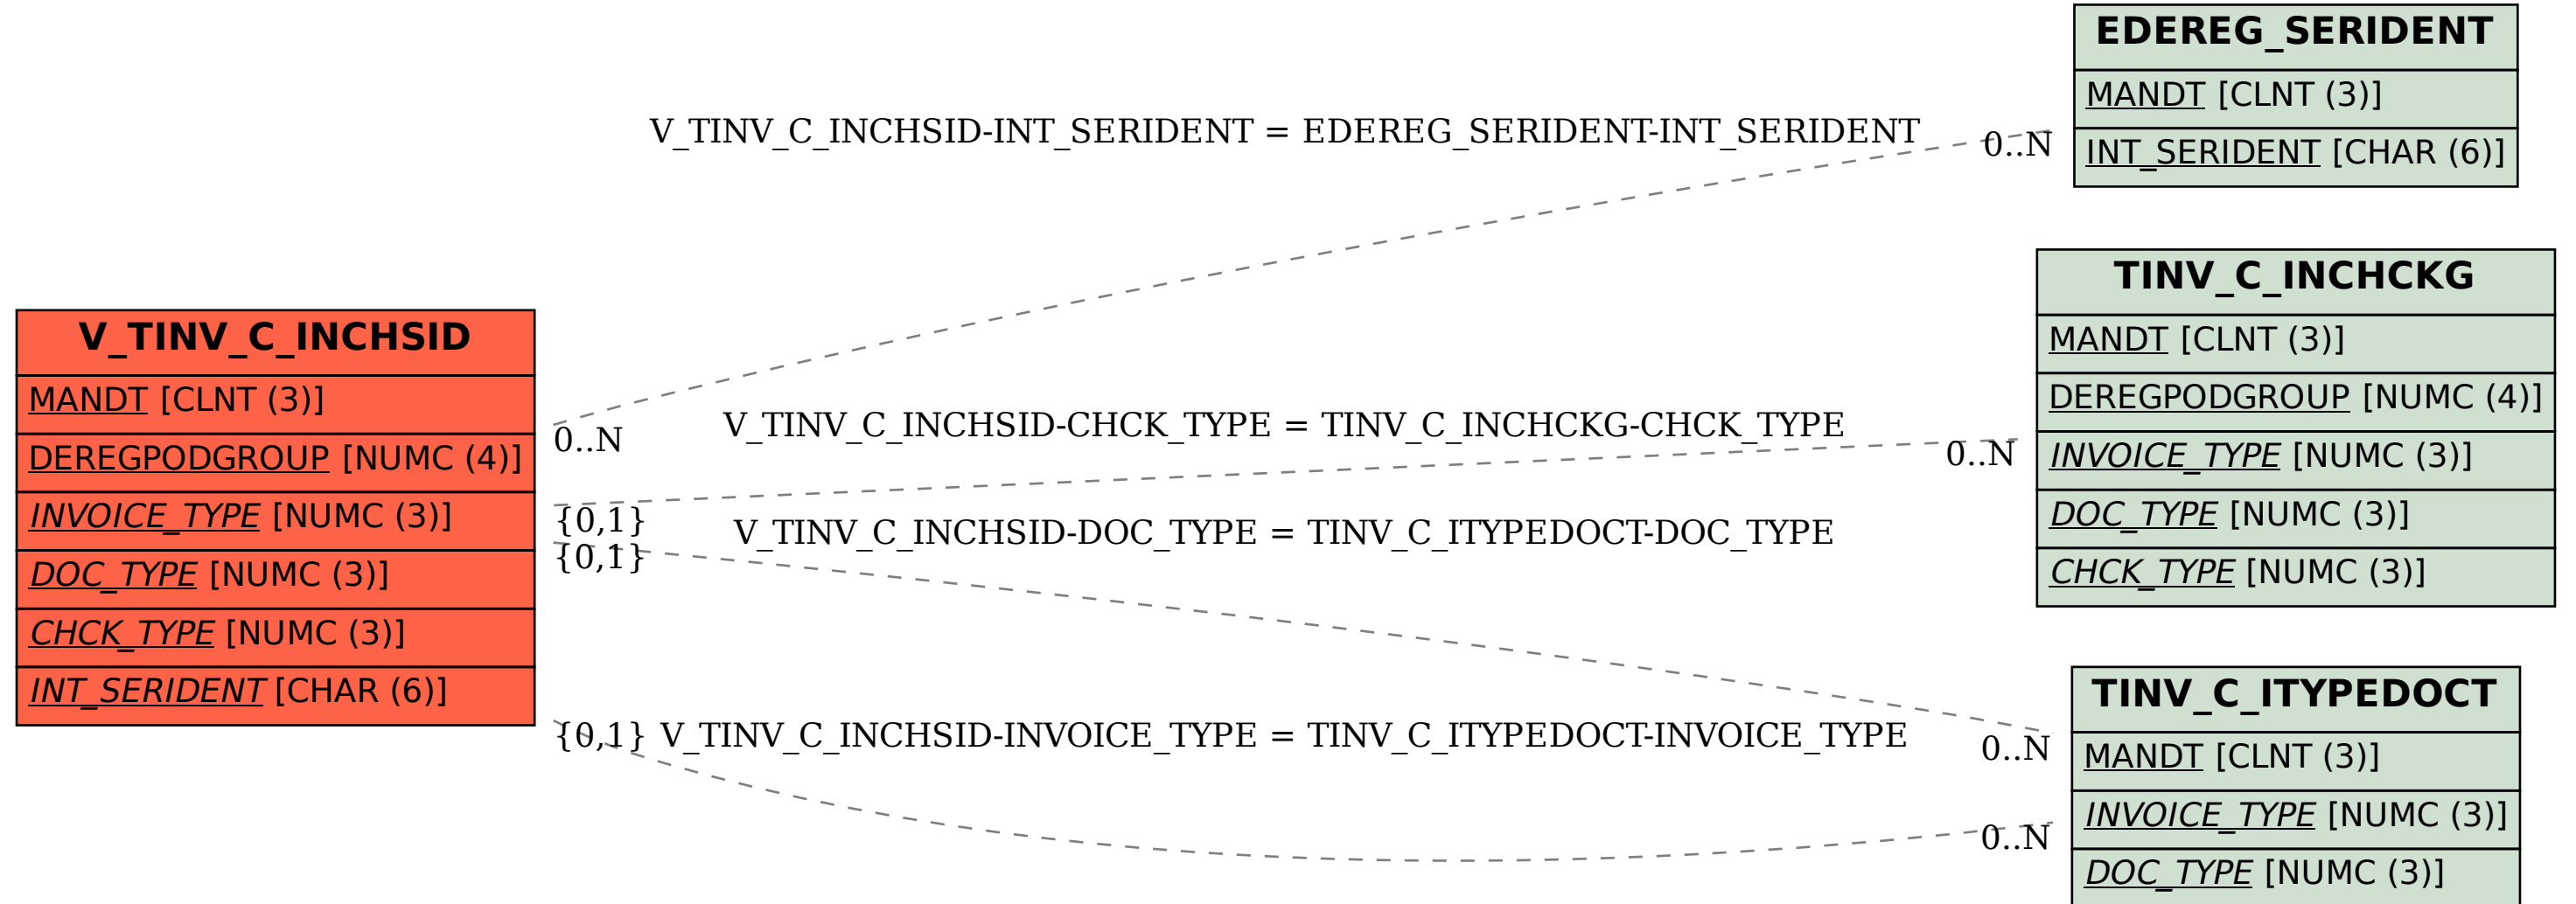 EDEREG_SERIDENT
MANDT [CLNT (3)]
INT_SERIDENT [CHAR (6)]
V_TINV_C_INCHSID-INT_SERIDENT = EDEREG_SERIDENT-INT_SERIDENT
0..N
0..N
TINV_C_INCHCKG
MANDT [CLNT (3)]
DEREGPODGROUP [NUMC (4)]
INVOICE_TYPE [NUMC (3)]
DOC_TYPE [NUMC (3)]
CHCK_TYPE [NUMC (3)]
V_TINV_C_INCHSID
MANDT [CLNT (3)]
DEREGPODGROUP [NUMC (4)]
INVOICE_TYPE [NUMC (3)]
DOC_TYPE [NUMC (3)]
CHCK_TYPE [NUMC (3)]
INT_SERIDENT [CHAR (6)]
V_TINV_C_INCHSID-CHCK_TYPE = TINV_C_INCHCKG-CHCK_TYPE
0..N
{0,1}
V_TINV_C_INCHSID-DOC_TYPE = TINV_C_ITYPEDOCT-DOC_TYPE
{0,1}
0..N
{0,1}
V_TINV_C_INCHSID-INVOICE_TYPE = TINV_C_ITYPEDOCT-INVOICE_TYPE
0..N
TINV_C_ITYPEDOCT
MANDT [CLNT (3)]
INVOICE_TYPE [NUMC (3)]
DOC_TYPE [NUMC (3)]